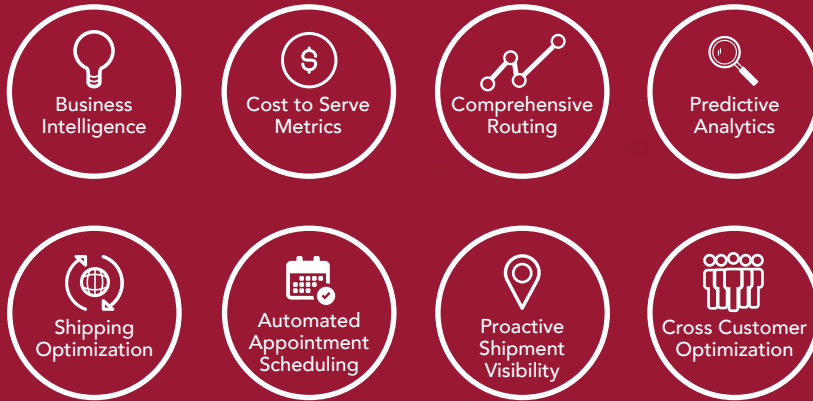 Business
Intelligence
$
Cost to Serve
Metrics
Comprehensive
Routing
Predictive
Analytics
Shipping
Optimization
Automated
Appointment
Scheduling
Proactive
Shipment
Visibility
Cross Customer
Optimization